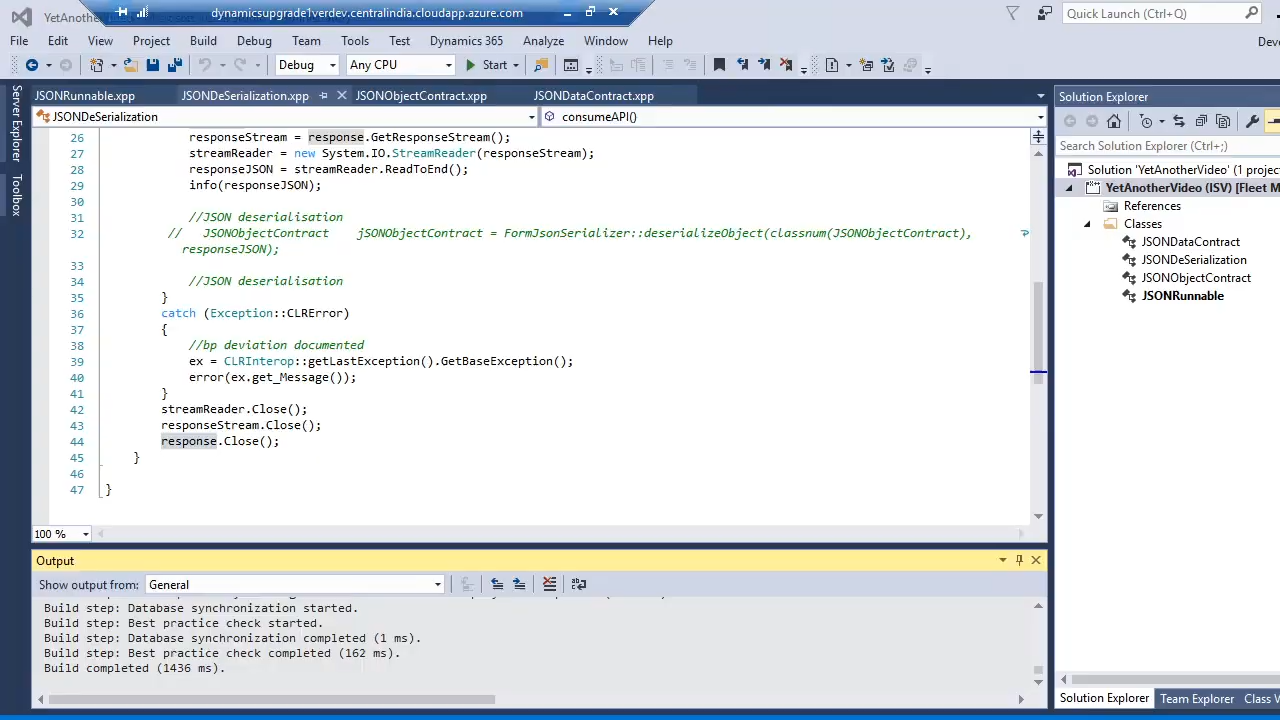 YetAnotherVid
dynamicsupgrade1verdev.centralindia.cloudapp.azure.com
Quick Launch (Ctrl+Q)
File Edit View Project Build Debug Team Tools Test Dynamics 365 Analyze Window Help
Debug Any CPU Start
JSONRunnable.xpp JSONDeSerialization.xpp JSONObjectContract.xpp JSONDataContract.xpp
JSONDeSerialization consumeAPI()
26 responseStream = response.GetResponseStream();
27 streamReader = new System.IO.StreamReader(responseStream);
28 responseJSON = streamReader.ReadToEnd();
29 info(responseJSON);
30
31 //JSON deserialisation
32 // JSONObjectContract jSONObjectContract = FormJsonSerializer::deserializeObject(classnum(JSONObjectContract),
responseJSON);
33
34 //JSON deserialisation
35 }
36 catch (Exception::CLRError)
37 {
38 //bp deviation documented
39 ex = CLRInterop::getLastException().GetBaseException();
40 error(ex.get_Message());
41 }
42 streamReader.Close();
43 responseStream.Close();
44 response.Close();
45 }
46
47 }
100 %
Output
Show output from: General
Build step: Database synchronization started.
Build step: Best practice check started.
Build step: Database synchronization completed (1 ms).
Build step: Best practice check completed (162 ms).
Build completed (1436 ms).
Server Explorer
Toolbox
Solution Explorer
Search Solution Explorer (Ctrl+;)
Solution 'YetAnotherVideo' (1 project
YetAnotherVideo (ISV) [Fleet M
References
Classes
JSONDataContract
JSONDeSerialization
JSONObjectContract
JSONRunnable
Solution Explorer Team Explorer Class V